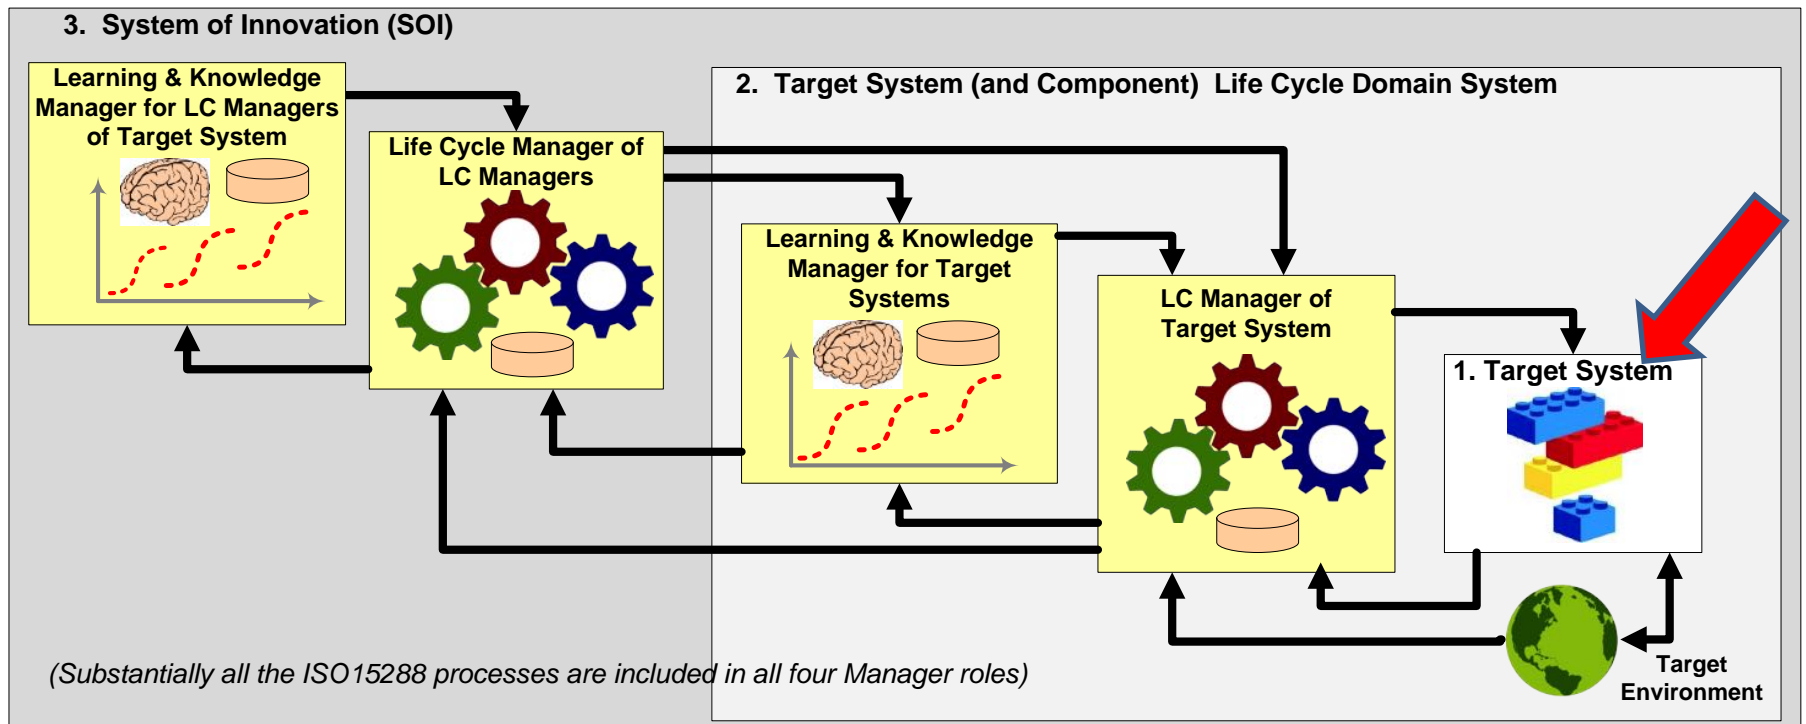 3. System of Innovation (SOI)
Learning & Knowledge
Manager for LC Managers
of Target System
2. Target System (and Component) Life Cycle Domain System
Life Cycle Manager of
LC Managers
Learning & Knowledge
Manager for Target
Systems
LC Manager of
Target System
1. Target System
Target
Environment
(Substantially all the ISO15288 processes are included in all four Manager roles)